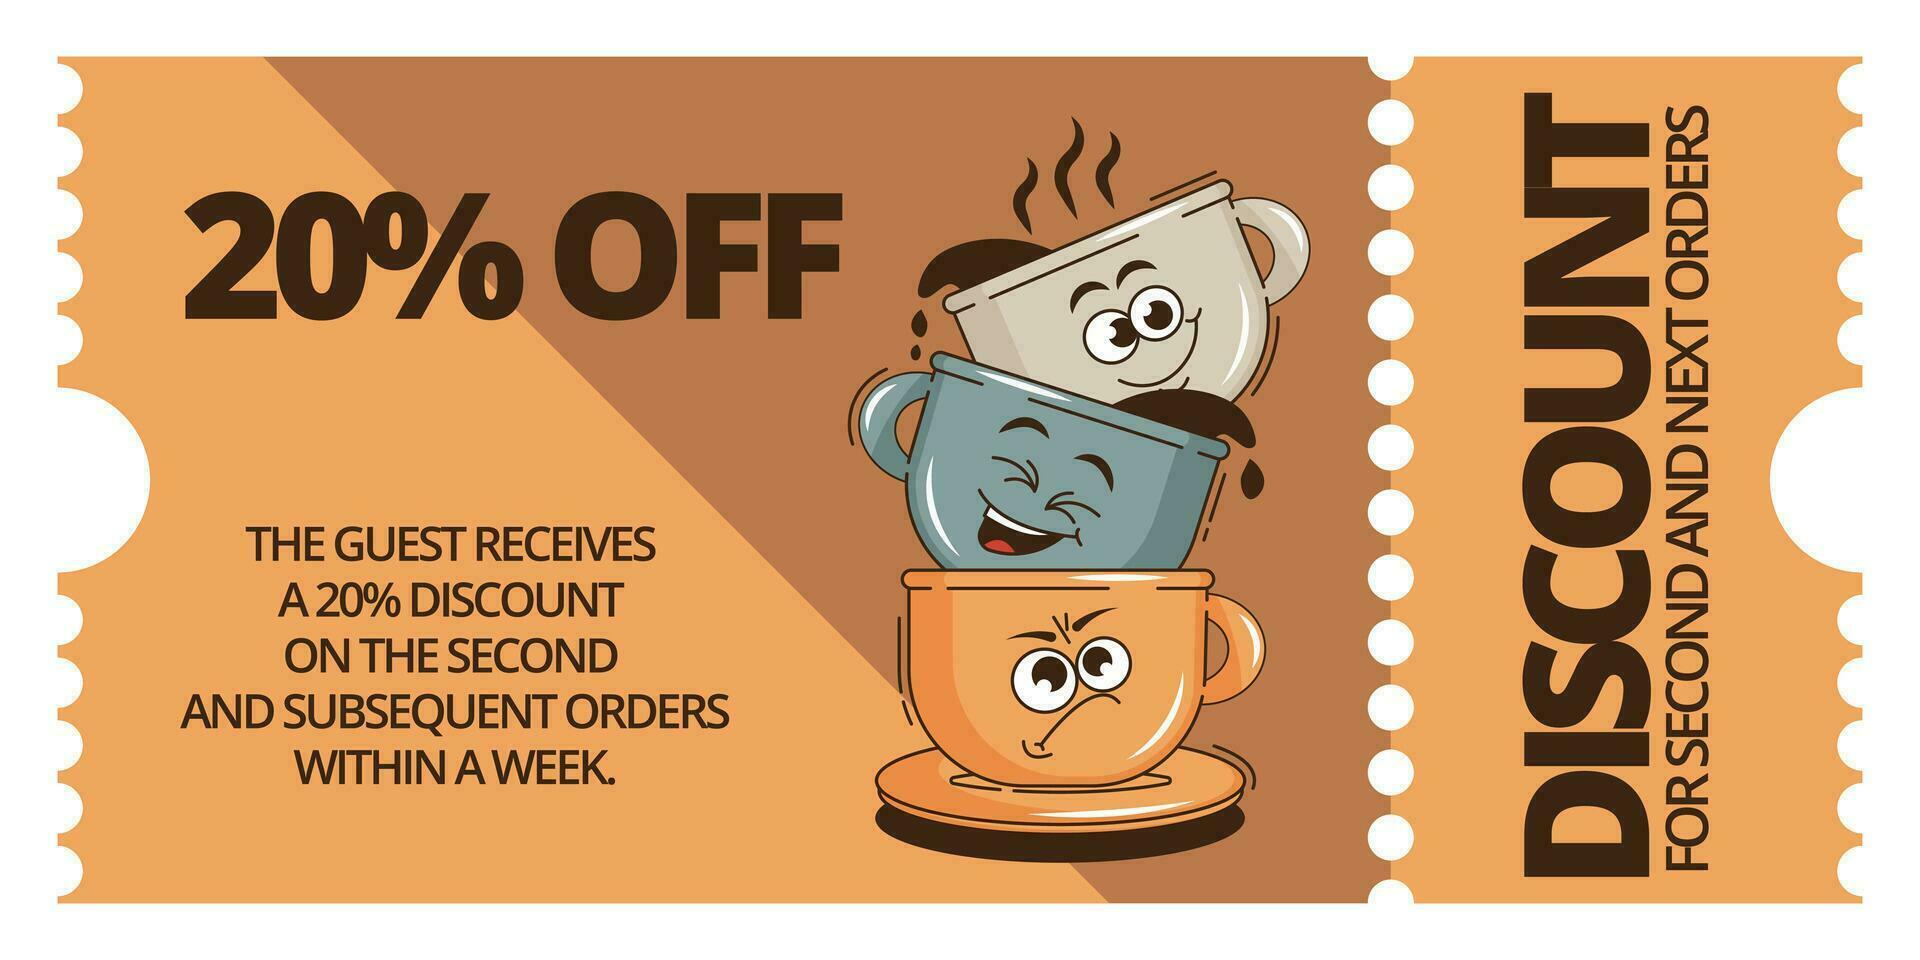 20% OFF
THE GUEST RECEIVES
A 20% DISCOUNT
ON THE SECOND
AND SUBSEQUENT ORDERS
WITHIN A WEEK.
DISCOUNT
FOR SECOND AND NEXT ORDERS